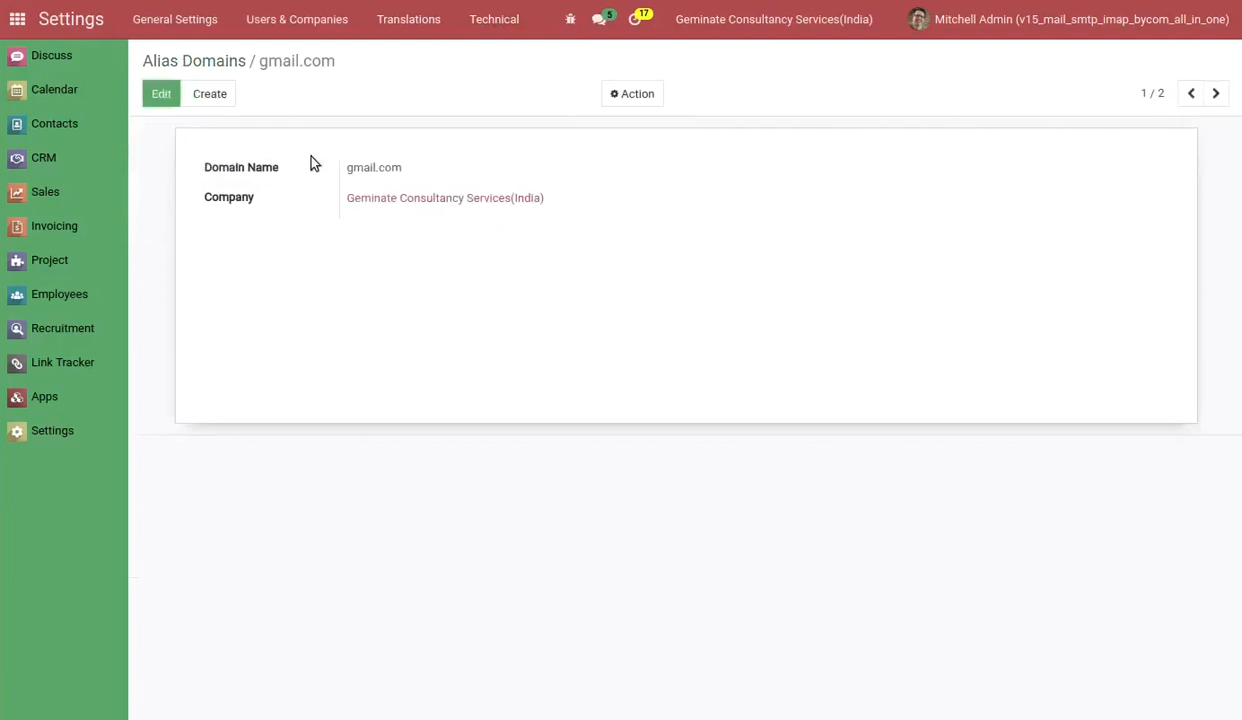 Settings General Settings Users & Companies Translations Technical 5 17 Geminate Consultancy Services(India) Mitchell Admin (v15_mail_smtp_imap_bycom_all_in_one)
Discuss
Calendar
Contacts
CRM
Sales
Invoicing
Project
Employees
Recruitment
Link Tracker
Apps
Settings
Alias Domains / gmail.com
Edit Create Action 1 / 2
Domain Name gmail.com
Company Geminate Consultancy Services(India)